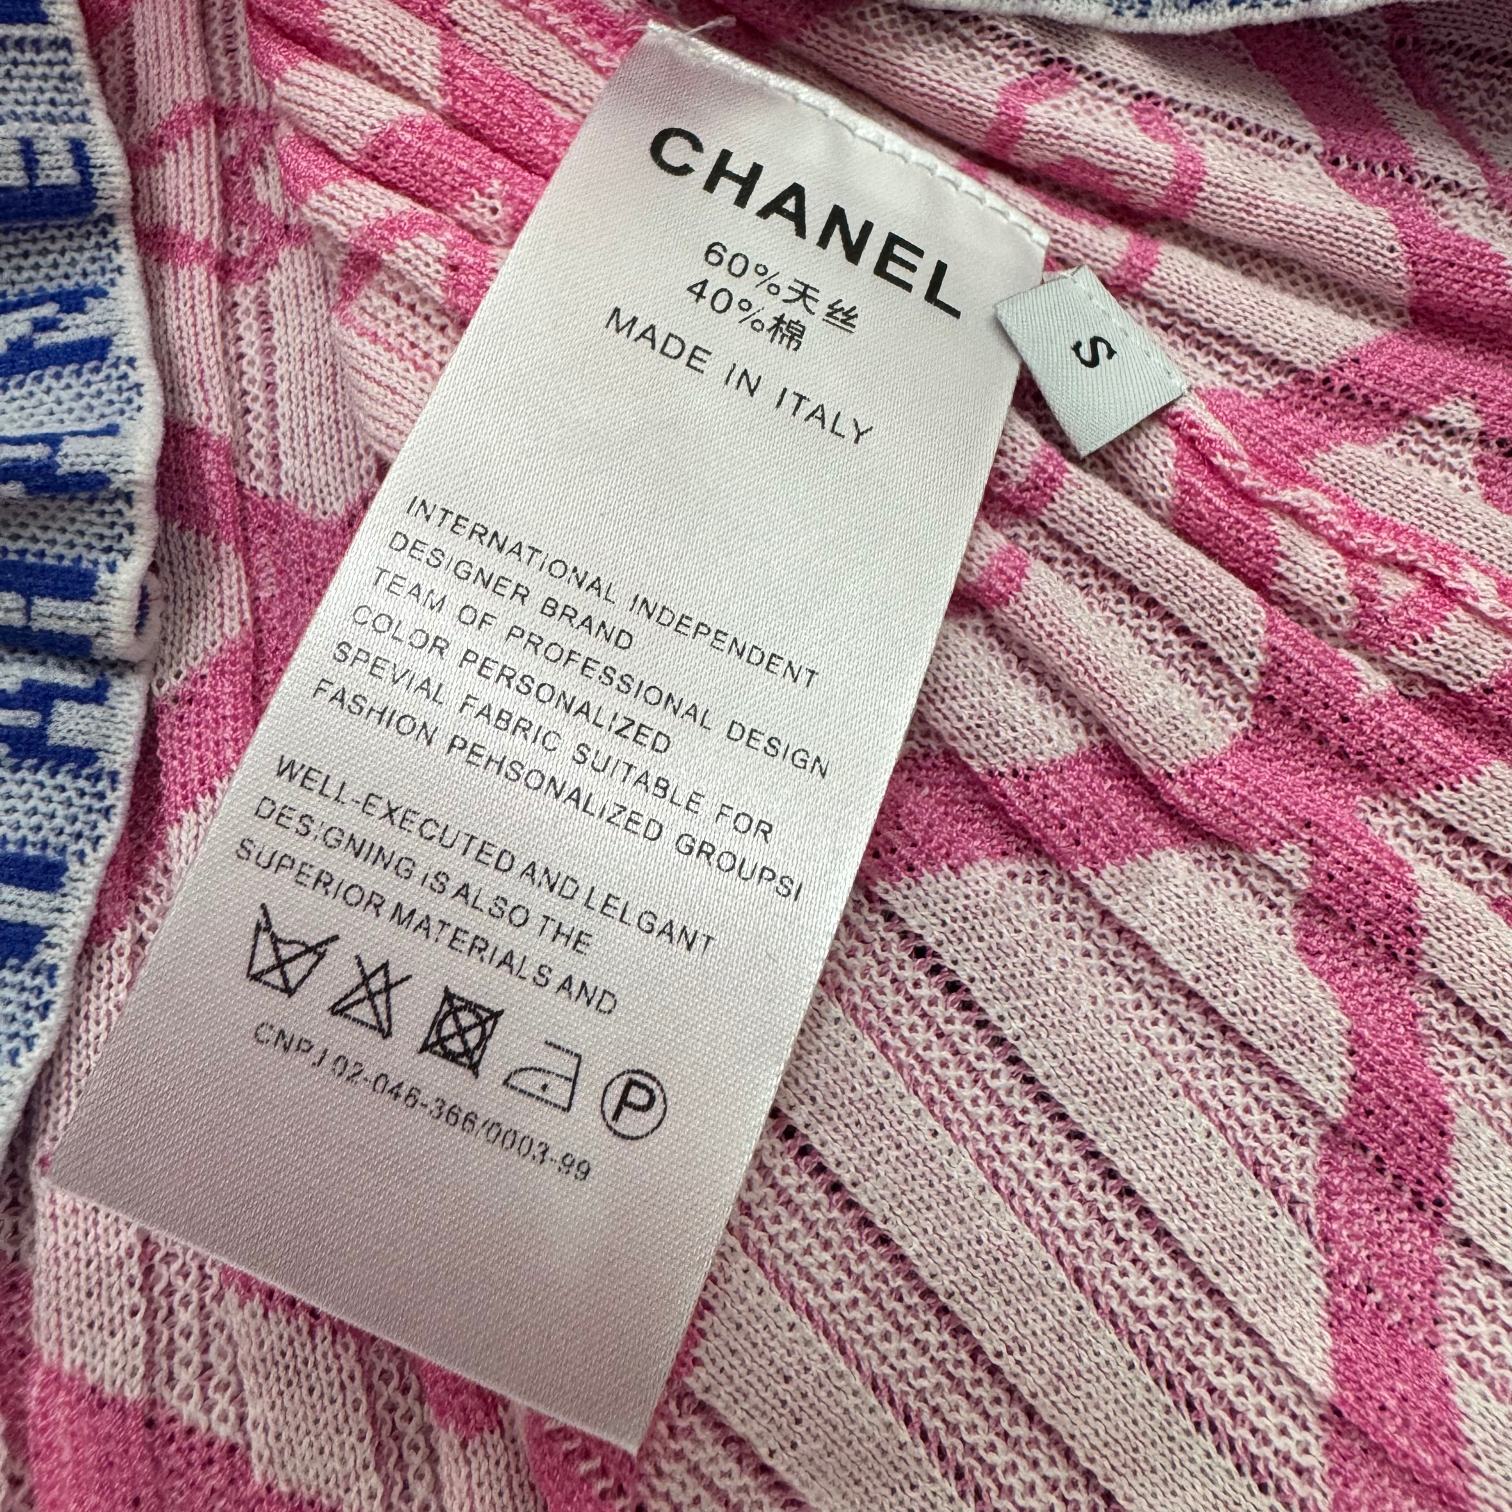 CHANEL
60%天丝
40%棉
MADE IN ITALY
S
INTERNATIONAL INDEPENDENT
DESIGNER BRAND
TEAM OF PROFESSIONAL DESIGN
COLOR PERSONALIZED
SPEVIAL FABRIC SUITABLE FOR
FASHION PEHSONALIZED GROUPSI
WELL-EXECUTED AND LELGANT
DESIGNING IS ALSO THE
SUPERIOR MATERIALS AND
P
CNPJ 02-046-366/0003-99